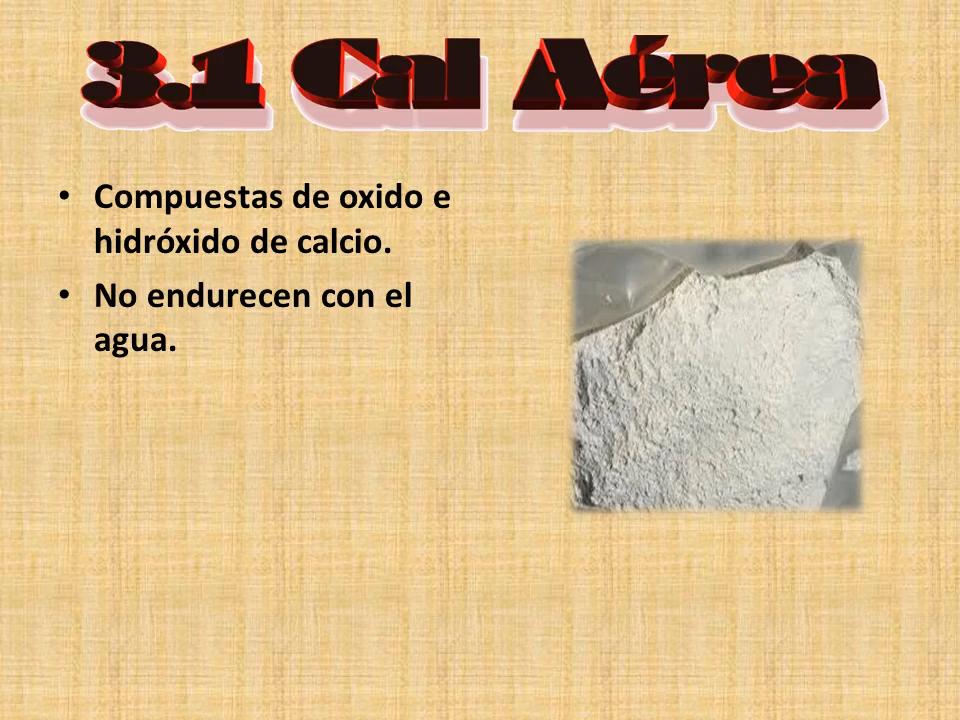 3.1 Cal Aérea
• Compuestas de oxido e
hidróxido de calcio.
• No endurecen con el
agua.